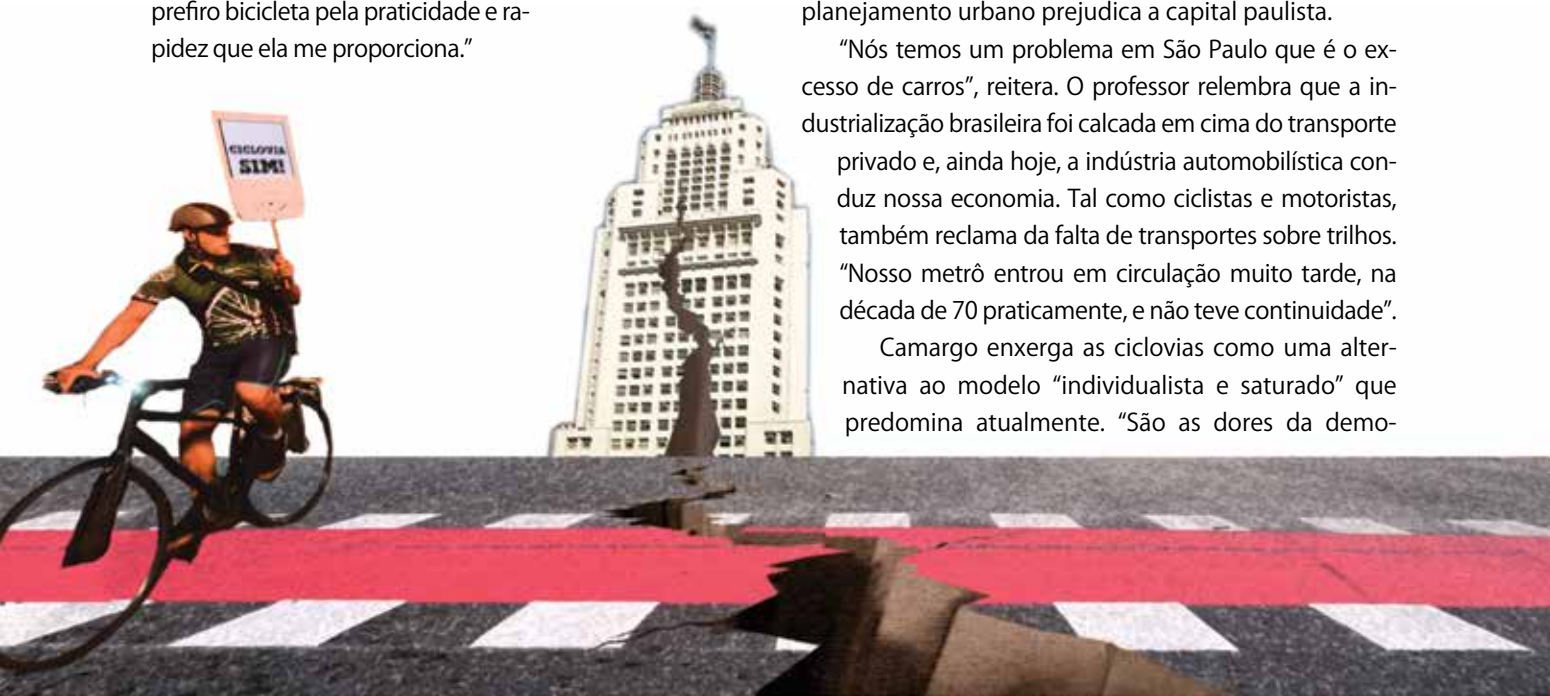 prefiro bicicleta pela praticidade e ra-
pidez que ela me proporciona.”
CICLOVIA
SIM!
planejamento urbano prejudica a capital paulista.
“Nós temos um problema em São Paulo que é o ex-
cesso de carros”, reitera. O professor relembra que a in-
dustrialização brasileira foi calcada em cima do transporte
privado e, ainda hoje, a indústria automobilística con-
duz nossa economia. Tal como ciclistas e motoristas,
também reclama da falta de transportes sobre trilhos.
“Nosso metrô entrou em circulação muito tarde, na
década de 70 praticamente, e não teve continuidade”.
Camargo enxerga as ciclovias como uma alter-
nativa ao modelo “individualista e saturado” que
predomina atualmente. “São as dores da demo-